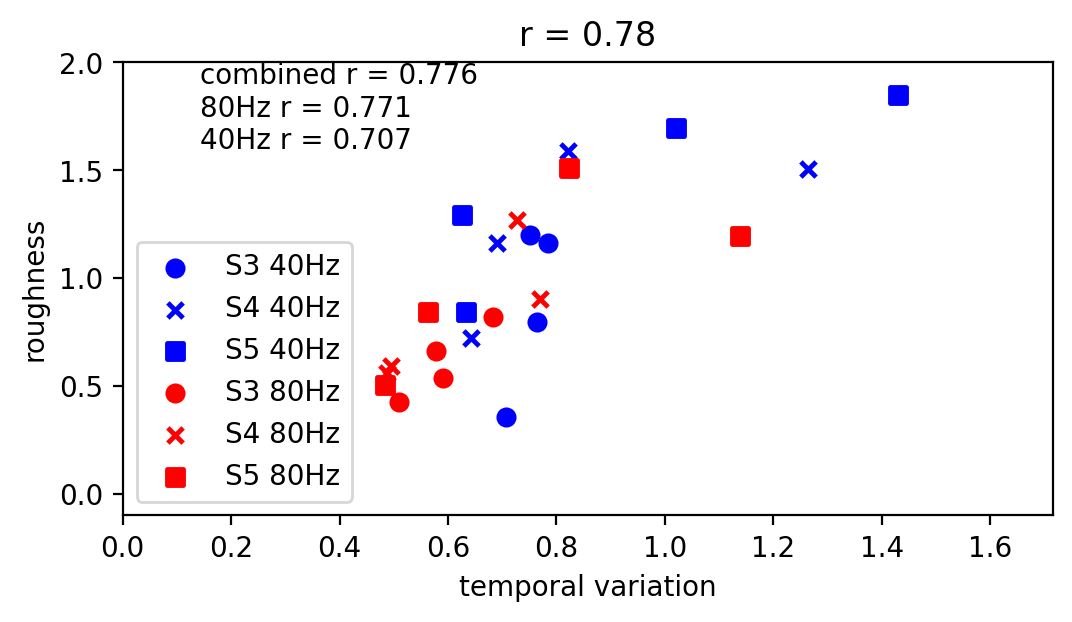 r = 0.78
combined r = 0.776
80Hz r = 0.771
40Hz r = 0.707
2.0
1.5
1.0
0.5
0.0
roughness
S3 40Hz
S4 40Hz
S5 40Hz
S3 80Hz
S4 80Hz
S5 80Hz
0.0 0.2 0.4 0.6 0.8 1.0 1.2 1.4 1.6
temporal variation